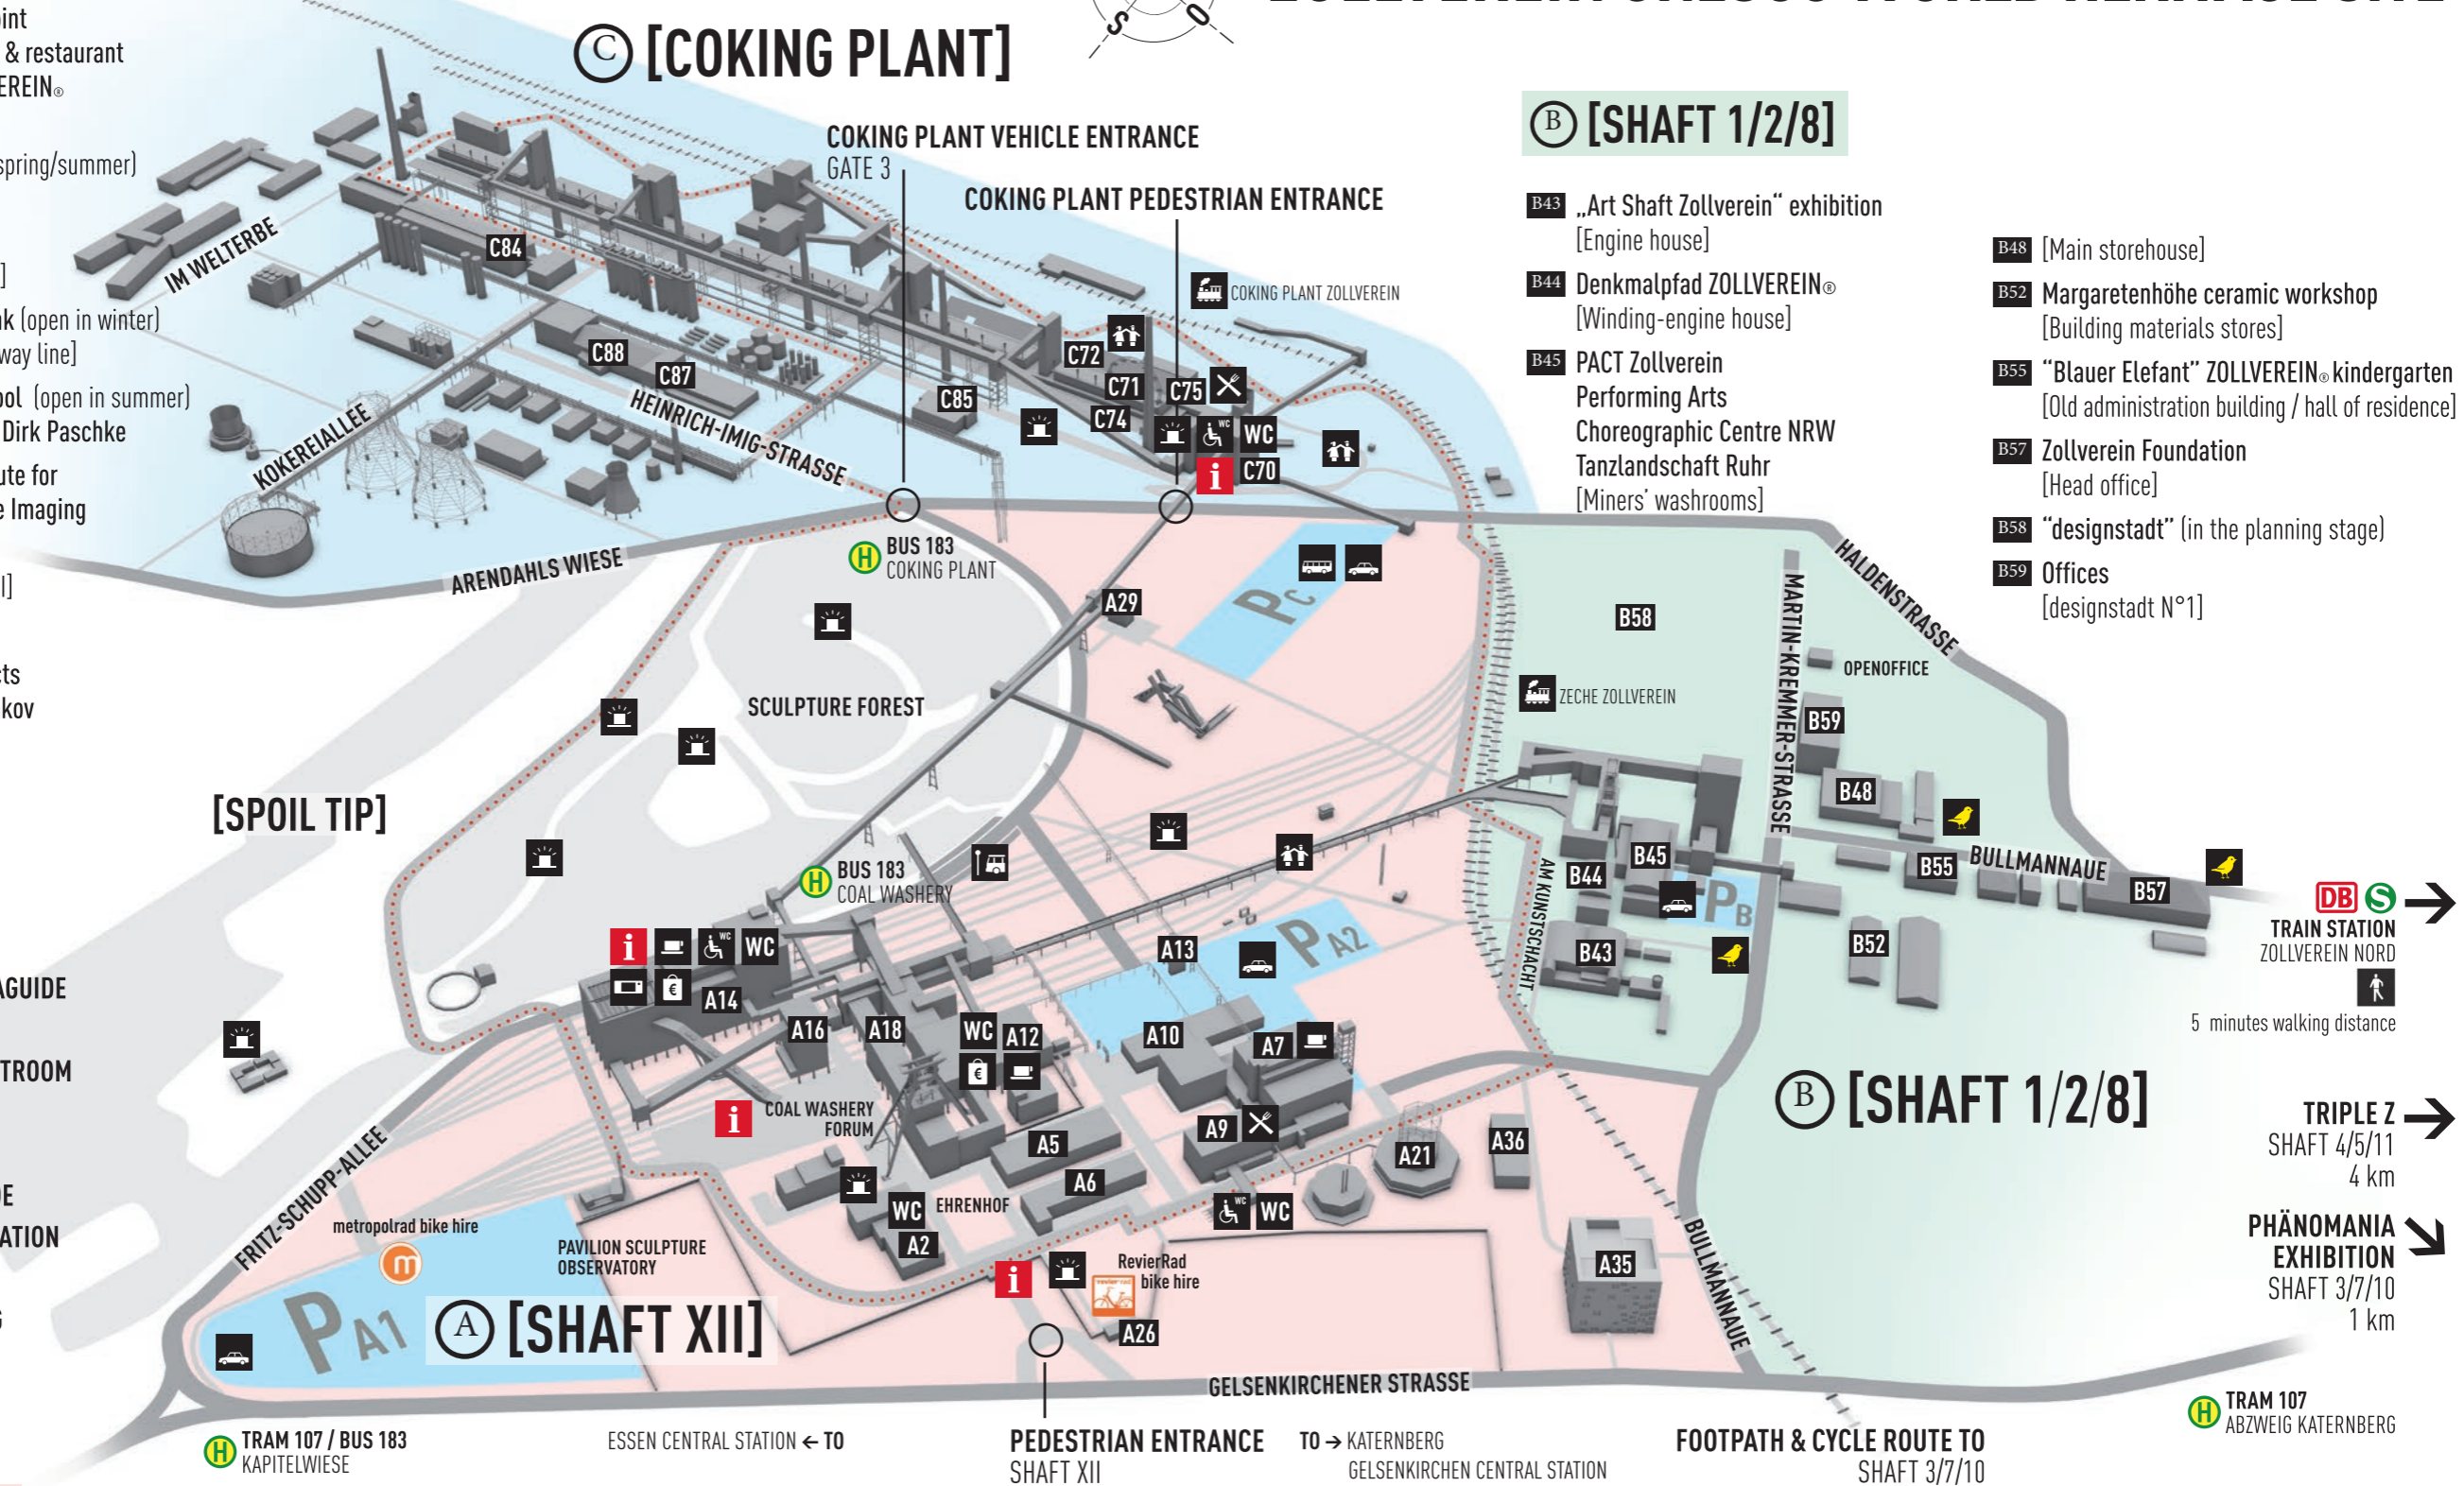 S
O
C [COKING PLANT]
oint
& restaurant
EREIN®
spring/summer)
]
nk (open in winter)
way line]
ool (open in summer)
Dirk Paschke
ute for
e Imaging
l]
cts
kov
AGUIDE
TROOM
DE
ATION
COKING PLANT VEHICLE ENTRANCE
GATE 3
COKING PLANT PEDESTRIAN ENTRANCE
COKING PLANT ZOLLVEREIN
IM WELTERBE
KOKEREIALLEE
HEINRICH-IMIG-STRASSE
ARENDAHLS WIESE
C84
C88
C87
C85
C72
C71
C75
C74
WC
WC
i
C70
B [SHAFT 1/2/8]
B43 „Art Shaft Zollverein“ exhibition
[Engine house]
B44 Denkmalpfad ZOLLVEREIN®
[Winding-engine house]
B45 PACT Zollverein
Performing Arts
Choreographic Centre NRW
Tanzlandschaft Ruhr
[Miners’ washrooms]
B48 [Main storehouse]
B52 Margaretenhöhe ceramic workshop
[Building materials stores]
B55 “Blauer Elefant” ZOLLVEREIN® kindergarten
[Old administration building / hall of residence]
B57 Zollverein Foundation
[Head office]
B58 “designstadt” (in the planning stage)
B59 Offices
[designstadt N°1]
H BUS 183
COKING PLANT
A29
PC
B58
MARTIN-KREMMER-STRASSE
HALDENSTRASSE
OPENOFFICE
ZECHE ZOLLVEREIN
B59
SCULPTURE FOREST
[SPOIL TIP]
B48
B45
B44
B55
BULLMANNAUE
B57
PB
B43
B52
AM KUNSTSCHACHT
H BUS 183
COAL WASHERY
DB S
TRAIN STATION
ZOLLVEREIN NORD
5 minutes walking distance
i
WC
WC
€
A14
A13
PA2
A16
A18
WC
A12
€
A10
A7
i COAL WASHERY
FORUM
A5
A9
A21
A36
A6
B [SHAFT 1/2/8]
TRIPLE Z
SHAFT 4/5/11
4 km
PHÄNOMANIA
EXHIBITION
SHAFT 3/7/10
1 km
FRITZ-SCHUPP-ALLEE
metropolrad bike hire
m
WC
EHRENHOF
A2
WC
WC
PAVILION SCULPTURE
OBSERVATORY
i
RevierRad
bike hire
revierrad
A26
A35
BULLMANNAUE
PA1
A [SHAFT XII]
GELSENKIRCHENER STRASSE
H TRAM 107 / BUS 183
KAPITELWIESE
ESSEN CENTRAL STATION ← TO
PEDESTRIAN ENTRANCE
SHAFT XII
TO → KATERNBERG
GELSENKIRCHEN CENTRAL STATION
FOOTPATH & CYCLE ROUTE TO
SHAFT 3/7/10
H TRAM 107
ABZWEIG KATERNBERG